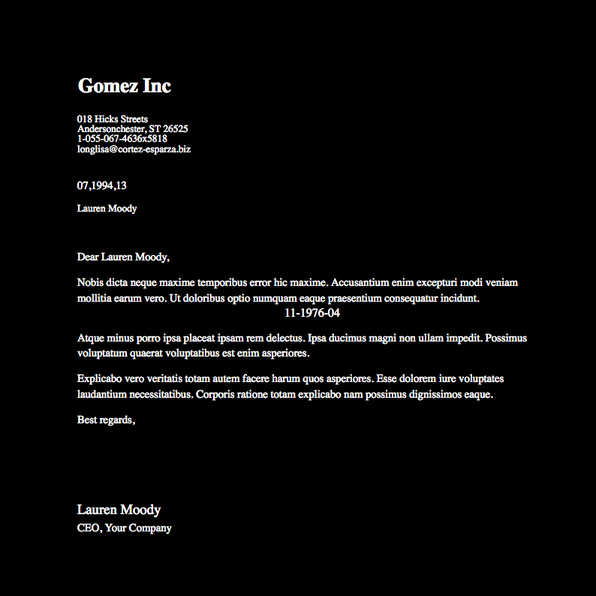 Gomez Inc
018 Hicks Streets
Andersonchester, ST 26525
1-055-067-4636x5818
longlisa@cortez-esparza.biz
07,1994,13
Lauren Moody
Dear Lauren Moody,
Nobis dicta neque maxime temporibus error hic maxime. Accusantium enim excepturi modi veniam
mollitia earum vero. Ut doloribus optio numquam eaque praesentium consequatur incidunt.
11-1976-04
Atque minus porro ipsa placeat ipsam rem delectus. Ipsa ducimus magni non ullam impedit. Possimus
voluptatum quaerat voluptatibus est enim asperiores.
Explicabo vero veritatis totam autem facere harum quos asperiores. Esse dolorem iure voluptates
laudantium necessitatibus. Corporis ratione totam explicabo nam possimus dignissimos eaque.
Best regards,
Lauren Moody
CEO, Your Company